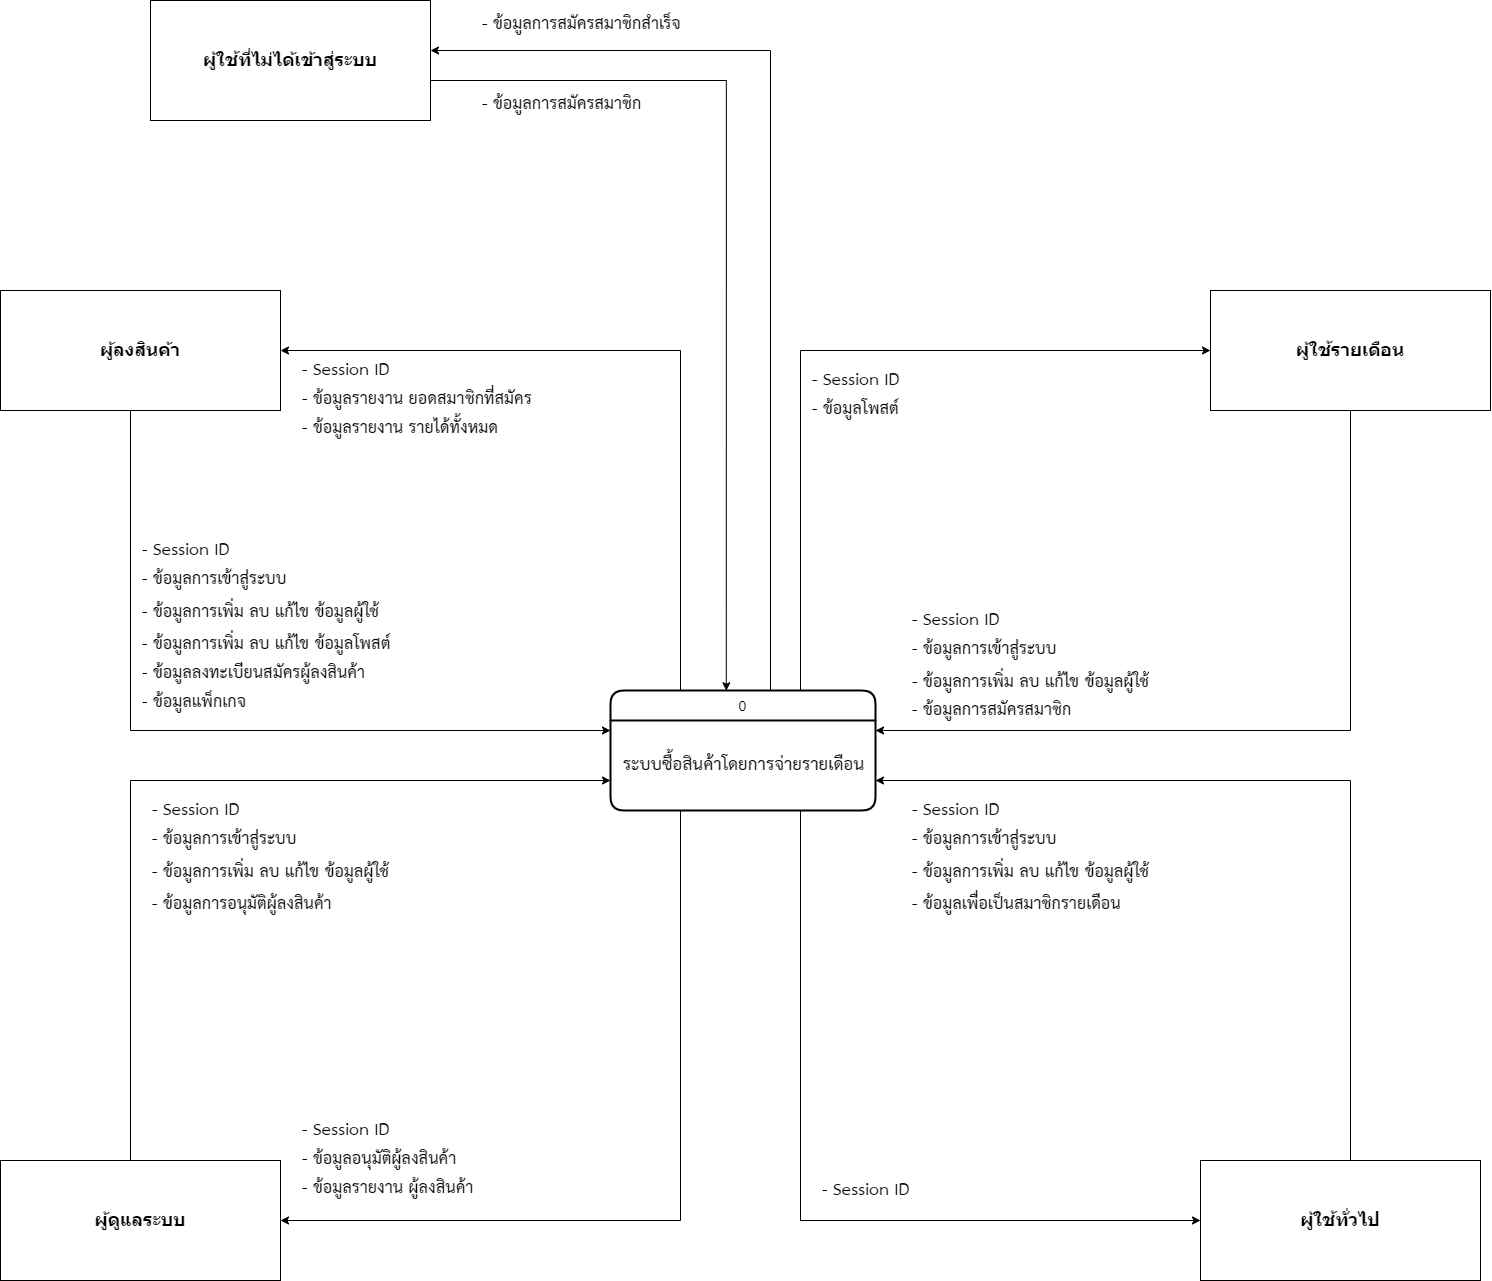 - ข้อมูลการสมัครสมาชิกสำเร็จ
ผู้ใช้ที่ไม่ได้เข้าสู่ระบบ
- ข้อมูลการสมัครสมาชิก
ผู้ลงสินค้า
- Session ID
- ข้อมูลรายงาน ยอดสมาชิกที่สมัคร
- ข้อมูลรายงาน รายได้ทั้งหมด
ผู้ใช้รายเดือน
- Session ID
- ข้อมูลโพสต์
- Session ID
- ข้อมูลการเข้าสู่ระบบ
- ข้อมูลการเพิ่ม ลบ แก้ไข ข้อมูลผู้ใช้
- ข้อมูลการเพิ่ม ลบ แก้ไข ข้อมูลโพสต์
- ข้อมูลลงทะเบียนสมัครผู้ลงสินค้า
- ข้อมูลแพ็กเกจ
- Session ID
- ข้อมูลการเข้าสู่ระบบ
- ข้อมูลการเพิ่ม ลบ แก้ไข ข้อมูลผู้ใช้
- ข้อมูลการสมัครสมาชิก
0
ระบบซื้อสินค้าโดยการจ่ายรายเดือน
- Session ID
- ข้อมูลการเข้าสู่ระบบ
- ข้อมูลการเพิ่ม ลบ แก้ไข ข้อมูลผู้ใช้
- ข้อมูลการอนุมัติผู้ลงสินค้า
- Session ID
- ข้อมูลการเข้าสู่ระบบ
- ข้อมูลการเพิ่ม ลบ แก้ไข ข้อมูลผู้ใช้
- ข้อมูลเพื่อเป็นสมาชิกรายเดือน
- Session ID
- ข้อมูลอนุมัติผู้ลงสินค้า
- ข้อมูลรายงาน ผู้ลงสินค้า
ผู้ดูแลระบบ
- Session ID
ผู้ใช้ทั่วไป